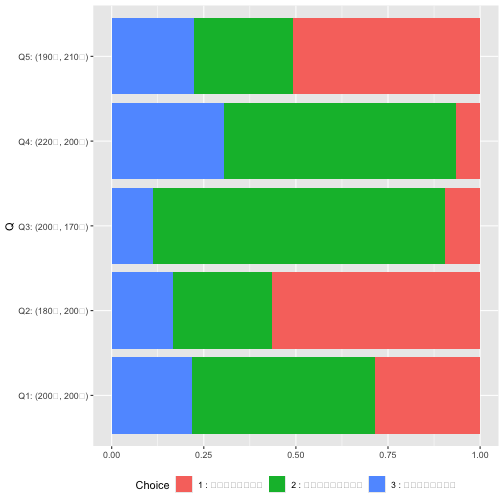 Q5: (190□, 210□)
Q4: (220□, 200□)
Q3: (200□, 170□)
Q2: (180□, 200□)
Q1: (200□, 200□)
Q
0.00 0.25 0.50 0.75 1.00
Choice 1 : □□□□□□□□ 2 : □□□□□□□□□ 3 : □□□□□□□□